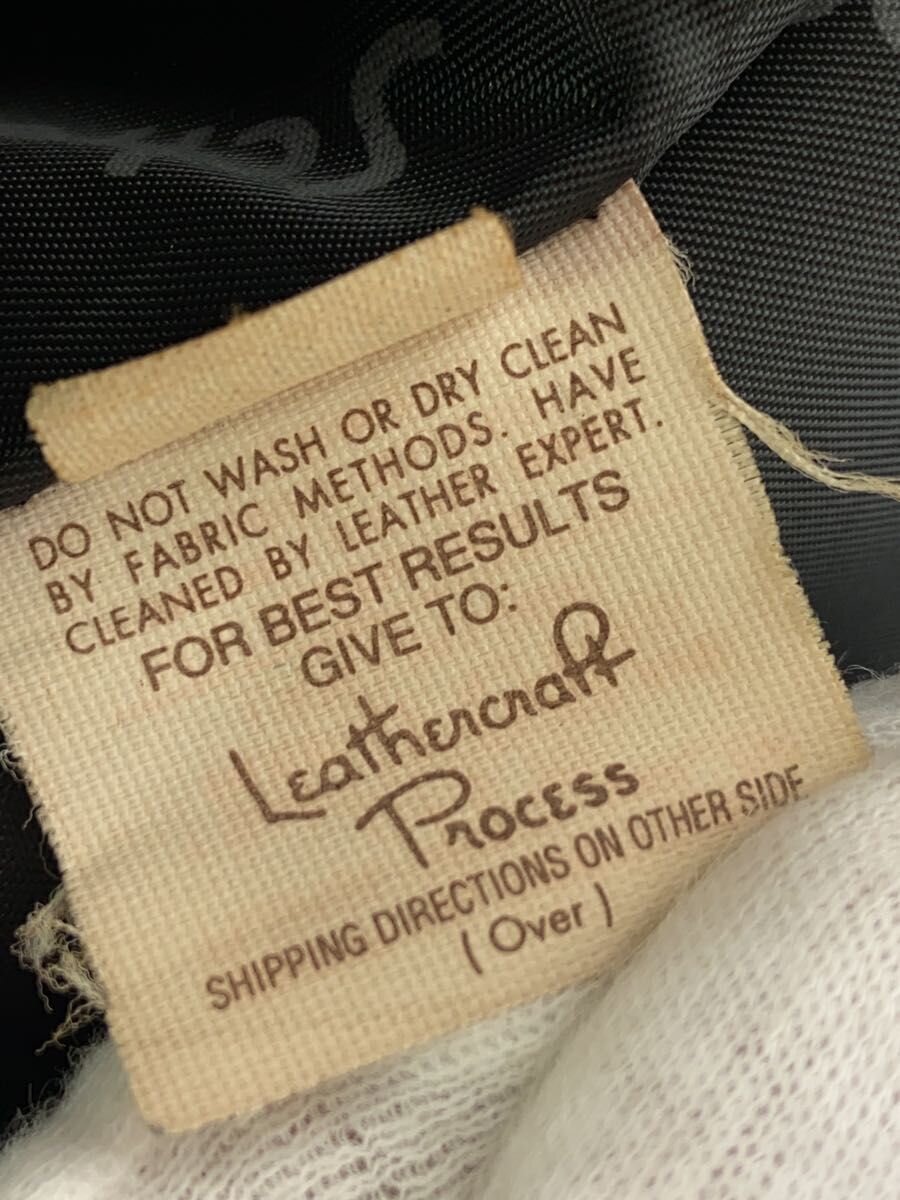 DO NOT WASH OR DRY CLEAN
BY FABRIC METHODS. HAVE
CLEANED BY LEATHER EXPERT.
FOR BEST RESULTS
GIVE TO:
Leathercraft
Process
SHIPPING DIRECTIONS ON OTHER SIDE
( Over )